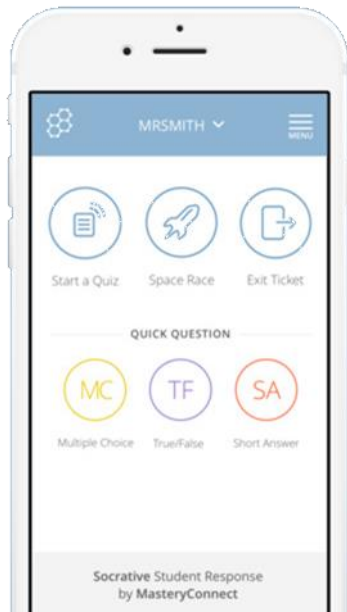 MRSMITH
MENU
Start a Quiz Space Race Exit Ticket
QUICK QUESTION
MC TF SA
Multiple Choice True/False Short Answer
Socrative Student Response
by MasteryConnect